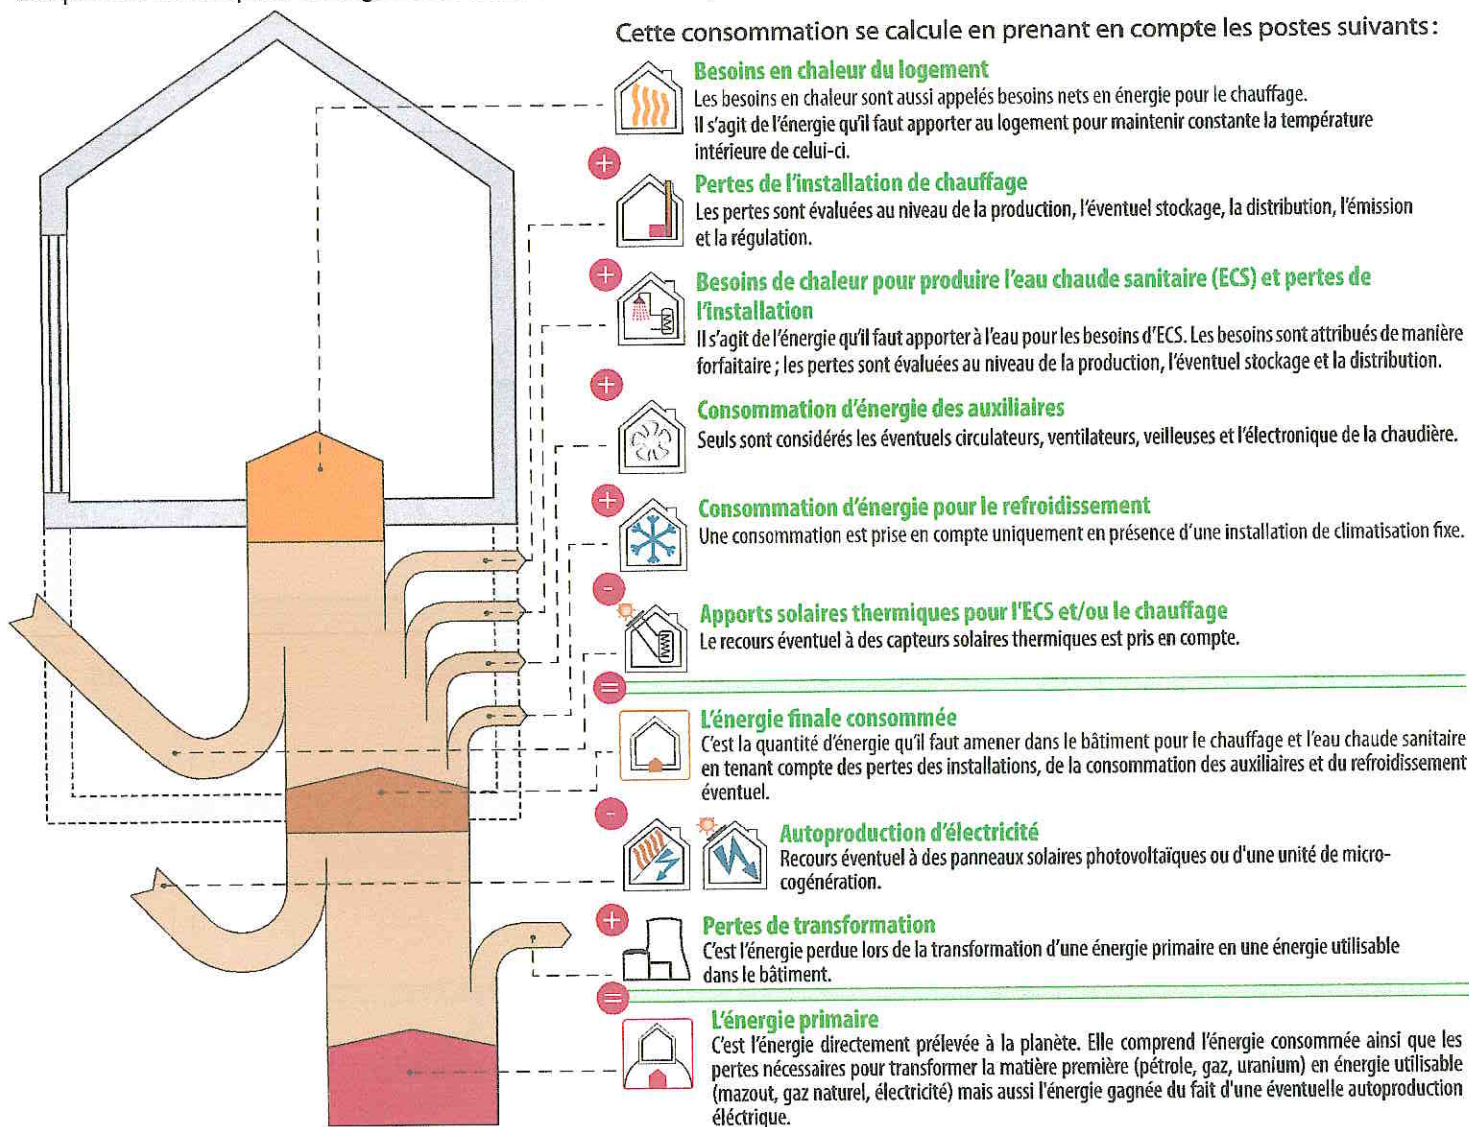 Cette consommation se calcule en prenant en compte les postes suivants :
Besoins en chaleur du logement
Les besoins en chaleur sont aussi appelés besoins nets en énergie pour le chauffage.
Il s'agit de l'énergie qu'il faut apporter au logement pour maintenir constante la température
intérieure de celui-ci.
+
Pertes de l'installation de chauffage
Les pertes sont évaluées au niveau de la production, l'éventuel stockage, la distribution, l'émission
et la régulation.
+
Besoins de chaleur pour produire l'eau chaude sanitaire (ECS) et pertes de
l'installation
Il s'agit de l'énergie qu'il faut apporter à l'eau pour les besoins d'ECS. Les besoins sont attribués de manière
forfaitaire ; les pertes sont évaluées au niveau de la production, l'éventuel stockage et la distribution.
+
Consommation d'énergie des auxiliaires
Seuls sont considérés les éventuels circulateurs, ventilateurs, veilleuses et l'électronique de la chaudière.
+
Consommation d'énergie pour le refroidissement
Une consommation est prise en compte uniquement en présence d'une installation de climatisation fixe.
-
Apports solaires thermiques pour l'ECS et/ou le chauffage
Le recours éventuel à des capteurs solaires thermiques est pris en compte.
=
L'énergie finale consommée
C'est la quantité d'énergie qu'il faut amener dans le bâtiment pour le chauffage et l'eau chaude sanitaire
en tenant compte des pertes des installations, de la consommation des auxiliaires et du refroidissement
éventuel.
-
Autoproduction d'électricité
Recours éventuel à des panneaux solaires photovoltaïques ou d'une unité de micro-
cogénération.
+
Pertes de transformation
C'est l'énergie perdue lors de la transformation d'une énergie primaire en une énergie utilisable
dans le bâtiment.
=
L'énergie primaire
C'est l'énergie directement prélevée à la planète. Elle comprend l'énergie consommée ainsi que les
pertes nécessaires pour transformer la matière première (pétrole, gaz, uranium) en énergie utilisable
(mazout, gaz naturel, électricité) mais aussi l'énergie gagnée du fait d'une éventuelle autoproduction
éléctrique.